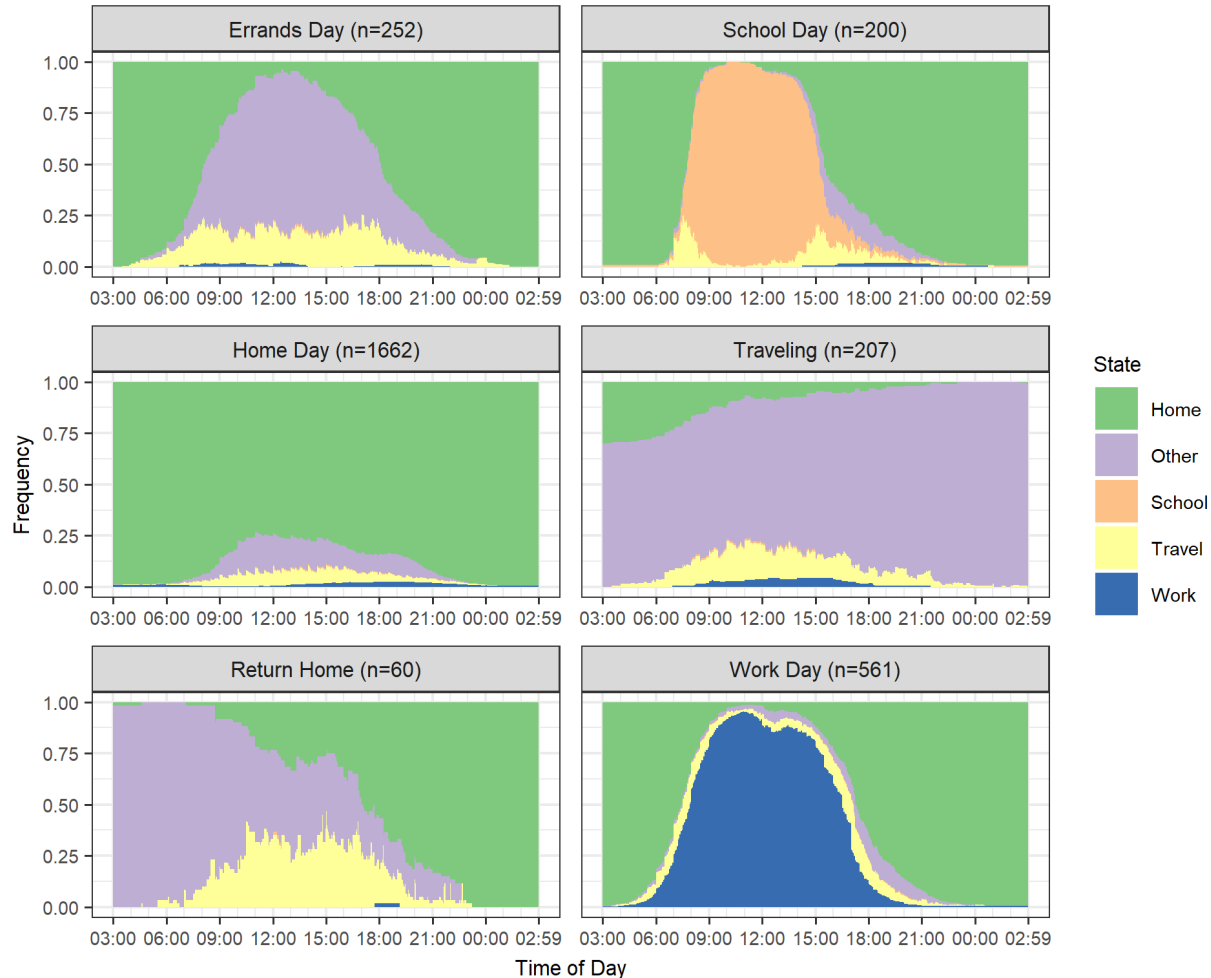 Errands Day (n=252)
School Day (n=200)
1.00
0.75
0.50
0.25
0.00
03:00 06:00 09:00 12:00 15:00 18:00 21:00 00:00 02:59
03:00 06:00 09:00 12:00 15:00 18:00 21:00 00:00 02:59
Home Day (n=1662)
Traveling (n=207)
1.00
0.75
0.50
0.25
0.00
03:00 06:00 09:00 12:00 15:00 18:00 21:00 00:00 02:59
03:00 06:00 09:00 12:00 15:00 18:00 21:00 00:00 02:59
Return Home (n=60)
Work Day (n=561)
1.00
0.75
0.50
0.25
0.00
03:00 06:00 09:00 12:00 15:00 18:00 21:00 00:00 02:59
03:00 06:00 09:00 12:00 15:00 18:00 21:00 00:00 02:59
Frequency
Time of Day
State
Home
Other
School
Travel
Work